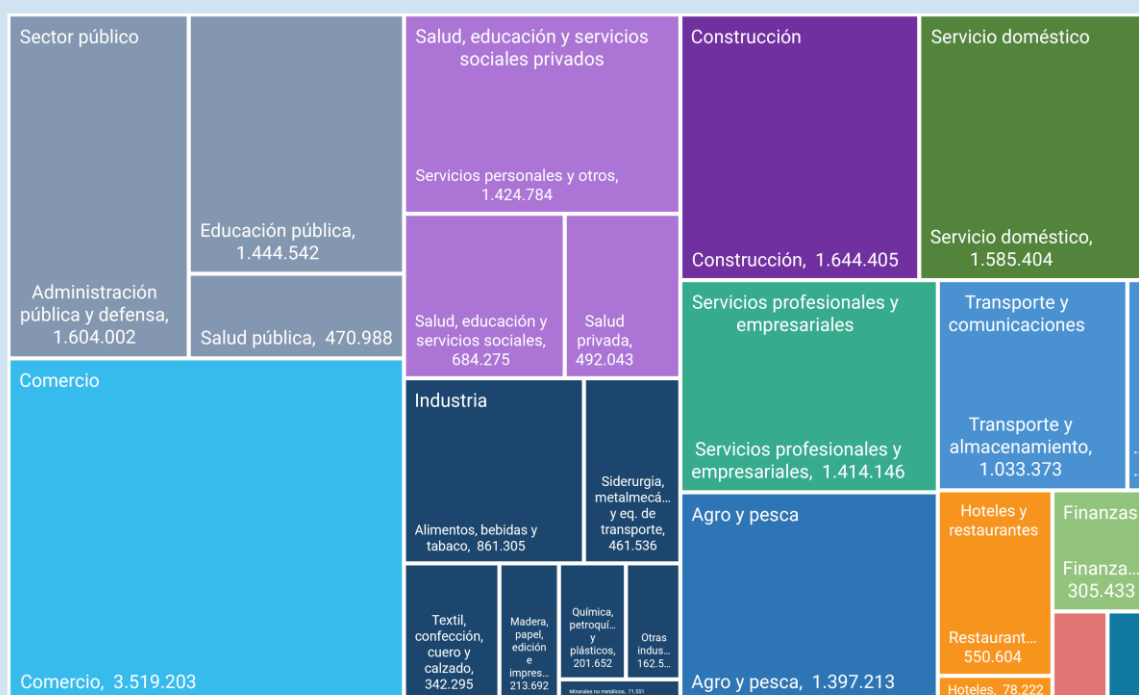 Sector público
Administración
pública y defensa,
1.604.002
Educación pública,
1.444.542
Salud pública, 470.988
Comercio
Comercio, 3.519.203
Salud, educación y servicios
sociales privados
Servicios personales y otros,
1.424.784
Salud, educación y
servicios sociales,
684.275
Salud
privada,
492.043
Industria
Alimentos, bebidas y
tabaco, 861.305
Siderurgia,
metalmecá...
y eq. de
transporte,
461.536
Textil,
confección,
cuero y
calzado,
342.295
Madera,
papel,
edición
e
impres...
213.692
Química,
petroquí...
y
plásticos,
201.652
Otras
indus...
162.5...
Minerales no metálicos, 71.551
Construcción
Construcción, 1.644.405
Servicio doméstico
Servicio doméstico,
1.585.404
Servicios profesionales y
empresariales
Servicios profesionales y
empresariales, 1.414.146
Transporte y
comunicaciones
Transporte y
almacenamiento,
1.033.373
...
...
Agro y pesca
Agro y pesca, 1.397.213
Hoteles y
restaurantes
Restaurant...
550.604
Hoteles, 78.222
Finanzas
Finanza...
305.433